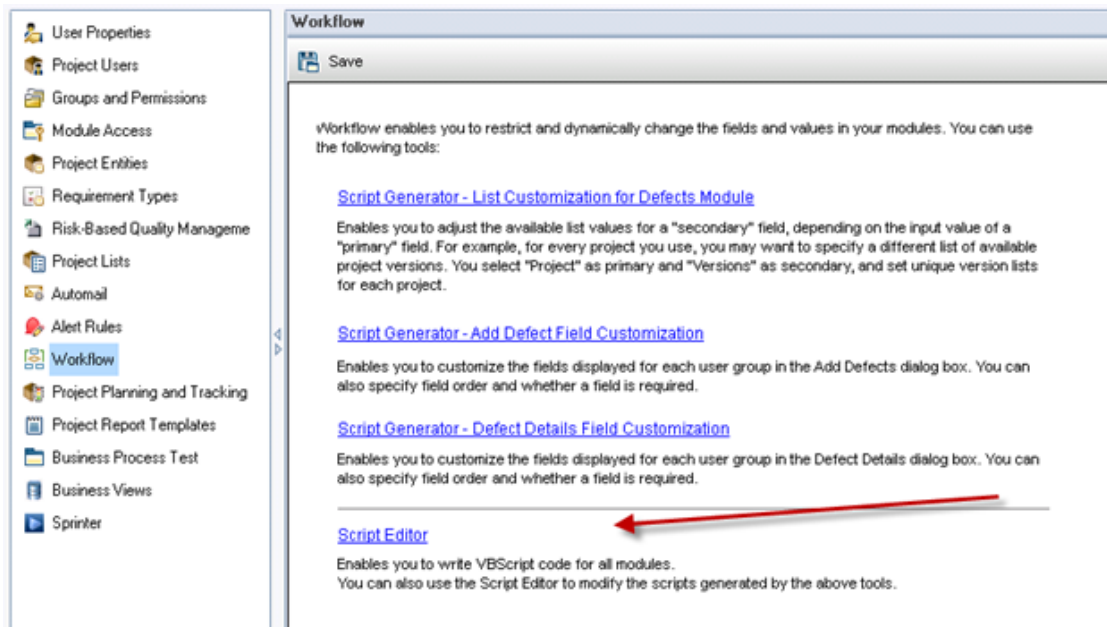 User Properties
Project Users
Groups and Permissions
Module Access
Project Entities
Requirement Types
Risk-Based Quality Manageme
Project Lists
Automail
Alert Rules
Workflow
Project Planning and Tracking
Project Report Templates
Business Process Test
Business Views
Sprinter
Workflow
Save
Workflow enables you to restrict and dynamically change the fields and values in your modules. You can use
the following tools:
Script Generator - List Customization for Defects Module
Enables you to adjust the available list values for a "secondary" field, depending on the input value of a
"primary" field. For example, for every project you use, you may want to specify a different list of available
project versions. You select "Project" as primary and "Versions" as secondary, and set unique version lists
for each project.
Script Generator - Add Defect Field Customization
Enables you to customize the fields displayed for each user group in the Add Defects dialog box. You can
also specify field order and whether a field is required.
Script Generator - Defect Details Field Customization
Enables you to customize the fields displayed for each user group in the Defect Details dialog box. You can
also specify field order and whether a field is required.
Script Editor
Enables you to write VBScript code for all modules.
You can also use the Script Editor to modify the scripts generated by the above tools.